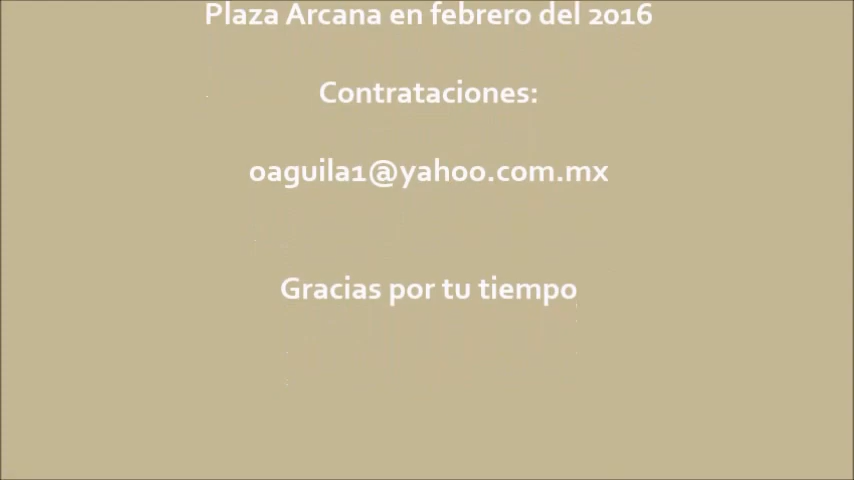 Plaza Arcana en febrero del 2016
Contrataciones:
oaguila1@yahoo.com.mx
Gracias por tu tiempo